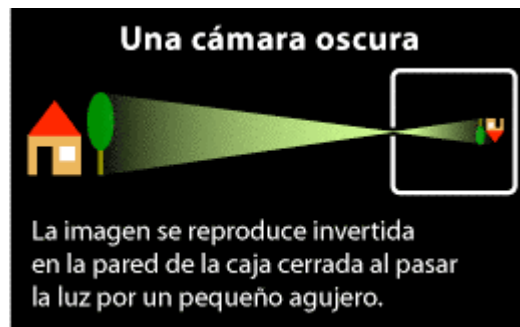 Una cámara oscura
La imagen se reproduce invertida
en la pared de la caja cerrada al pasar
la luz por un pequeño agujero.